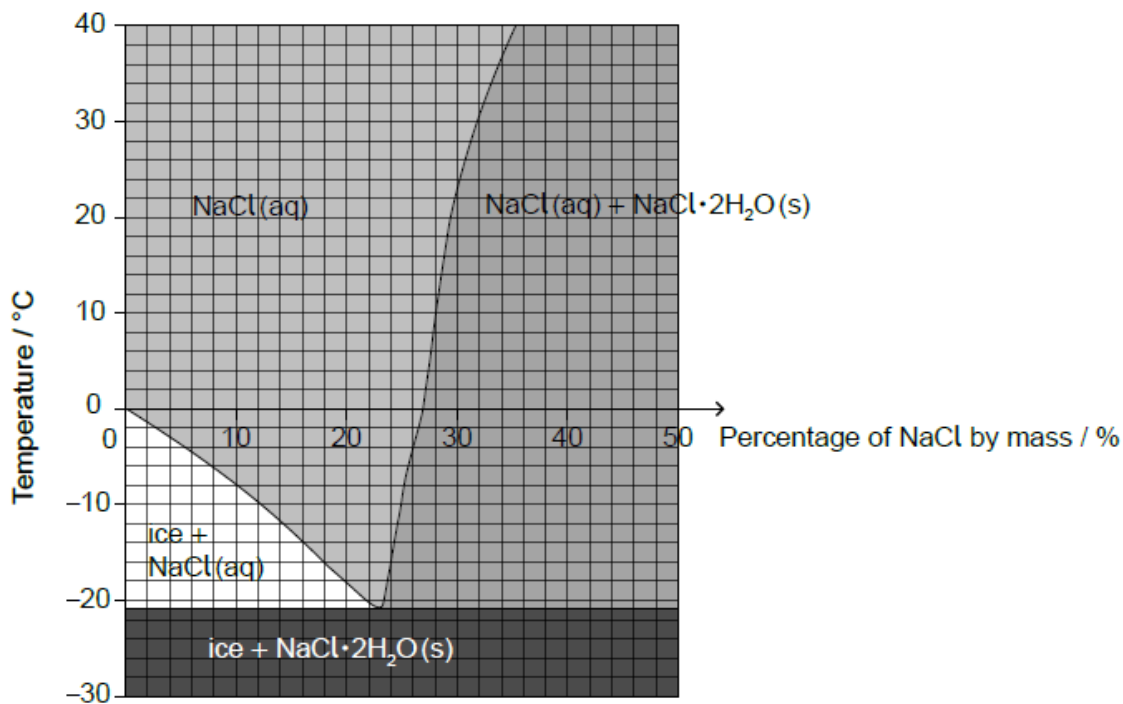 40
30
20
10
0
–10
–20
–30
Temperature / °C
0
10
20
30
40
50
Percentage of NaCl by mass / %
NaCl(aq)
NaCl(aq) + NaCl•2H₂O(s)
ice +
NaCl(aq)
ice + NaCl•2H₂O(s)